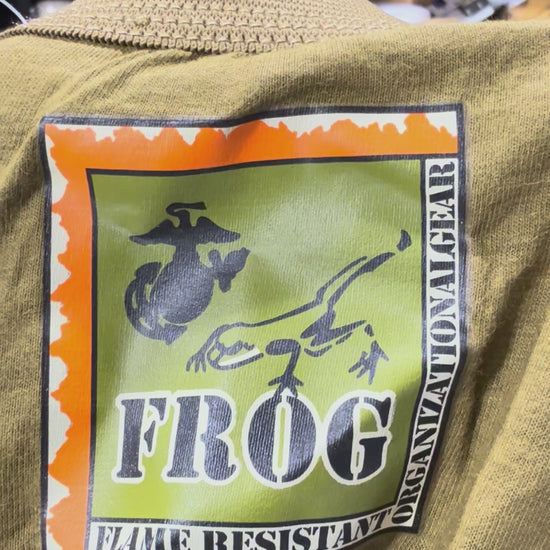 FROG
FLAME RESISTANT
ORGANIZATIONALGEAR